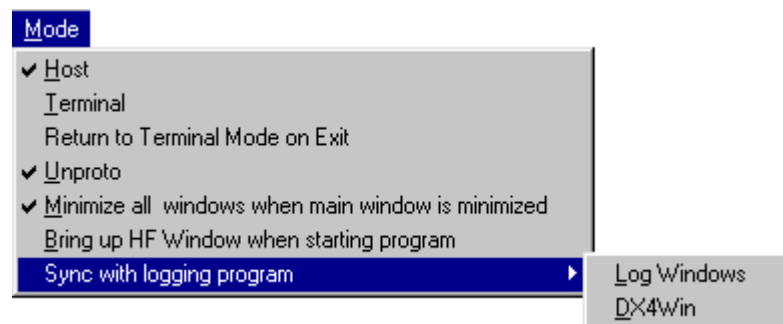 Mode
Host
Terminal
Return to Terminal Mode on Exit
Unproto
Minimize all windows when main window is minimized
Bring up HF Window when starting program
Sync with logging program
Log Windows
DX4Win